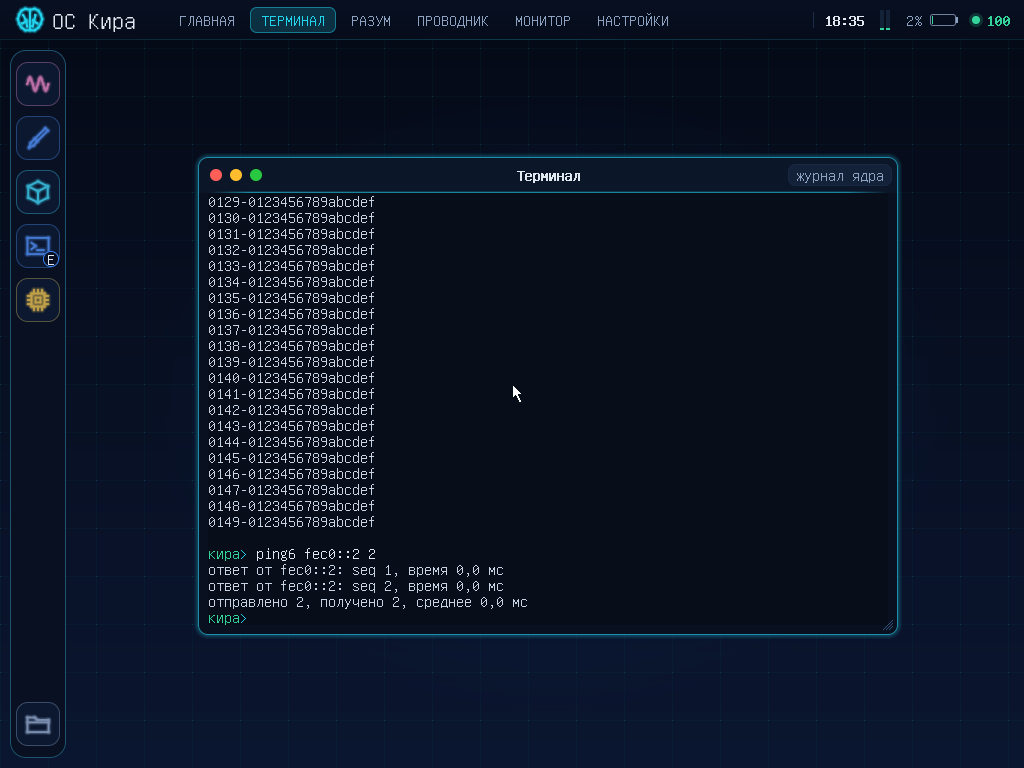 ОС Кира
ГЛАВНАЯ ТЕРМИНАЛ РАЗУМ ПРОВОДНИК МОНИТОР НАСТРОЙКИ
18:35 2% 100
Терминал журнал ядра
0129-0123456789abcdef
0130-0123456789abcdef
0131-0123456789abcdef
0132-0123456789abcdef
0133-0123456789abcdef
0134-0123456789abcdef
0135-0123456789abcdef
0136-0123456789abcdef
0137-0123456789abcdef
0138-0123456789abcdef
0139-0123456789abcdef
0140-0123456789abcdef
0141-0123456789abcdef
0142-0123456789abcdef
0143-0123456789abcdef
0144-0123456789abcdef
0145-0123456789abcdef
0146-0123456789abcdef
0147-0123456789abcdef
0148-0123456789abcdef
0149-0123456789abcdef
кира> ping6 fec0::2 2
ответ от fec0::2: seq 1, время 0,0 мс
ответ от fec0::2: seq 2, время 0,0 мс
отправлено 2, получено 2, среднее 0,0 мс
кира>
E